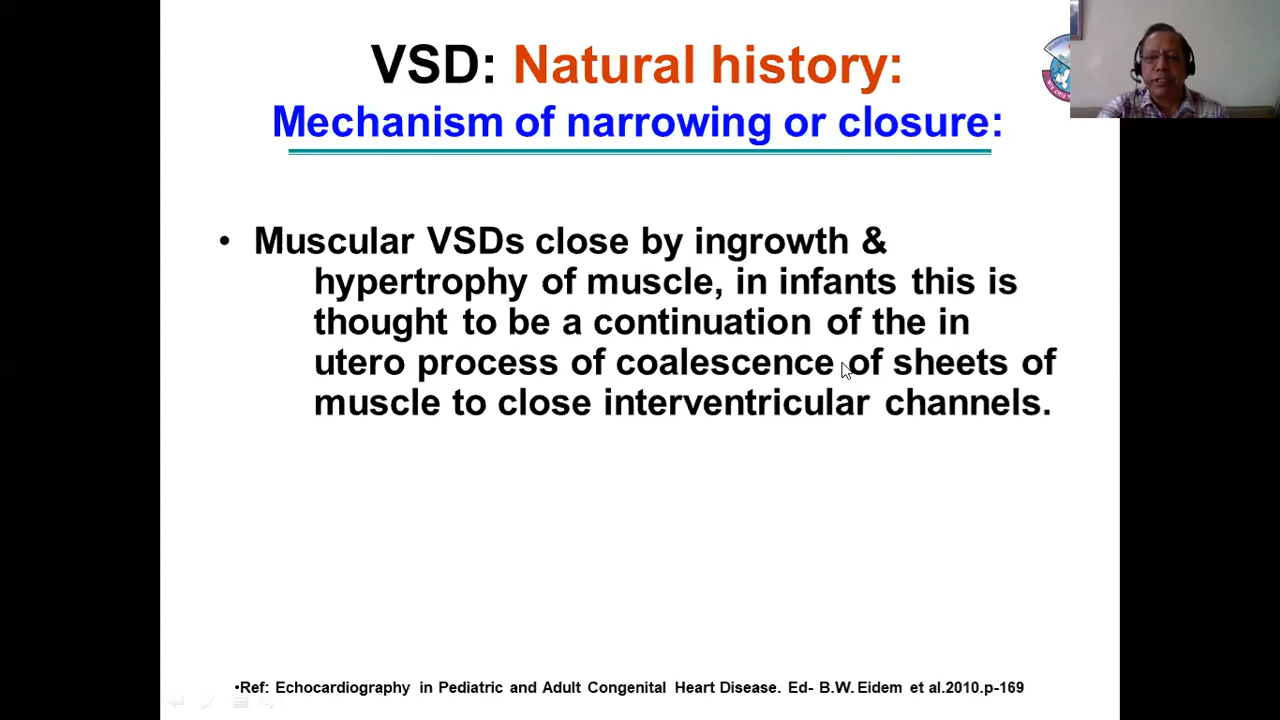 VSD: Natural history:
Mechanism of narrowing or closure:
• Muscular VSDs close by ingrowth &
hypertrophy of muscle, in infants this is
thought to be a continuation of the in
utero process of coalescence of sheets of
muscle to close interventricular channels.
•Ref: Echocardiography in Pediatric and Adult Congenital Heart Disease. Ed- B.W. Eidem et al.2010.p-169